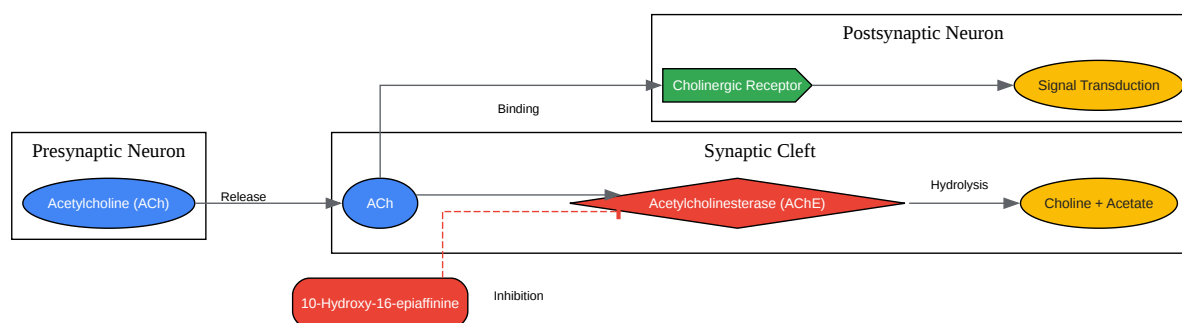 Postsynaptic Neuron
Cholinergic Receptor
Signal Transduction
Binding
Presynaptic Neuron
Synaptic Cleft
Acetylcholine (ACh)
Release
ACh
Acetylcholinesterase (AChE)
Hydrolysis
Choline + Acetate
10-Hydroxy-16-epiaffinine
Inhibition